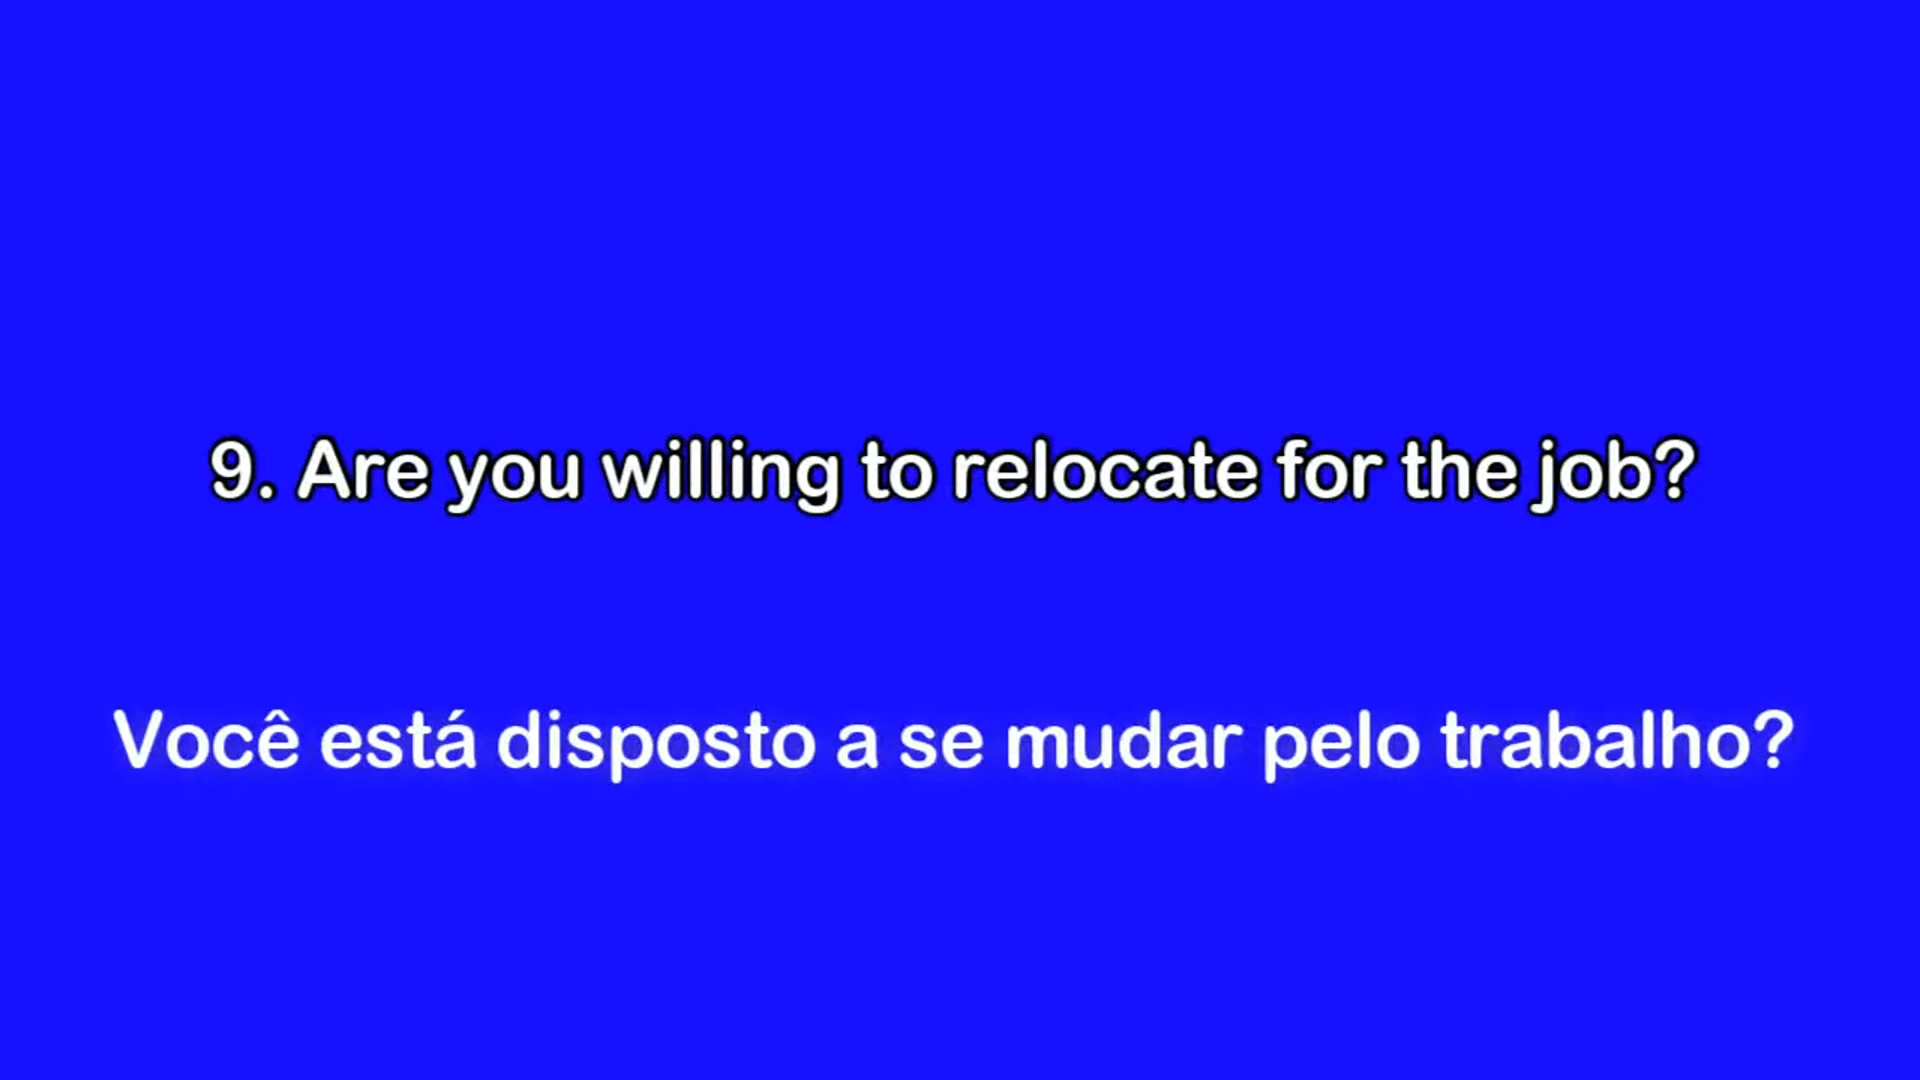 9. Are you willing to relocate for the job?
Você está disposto a se mudar pelo trabalho?